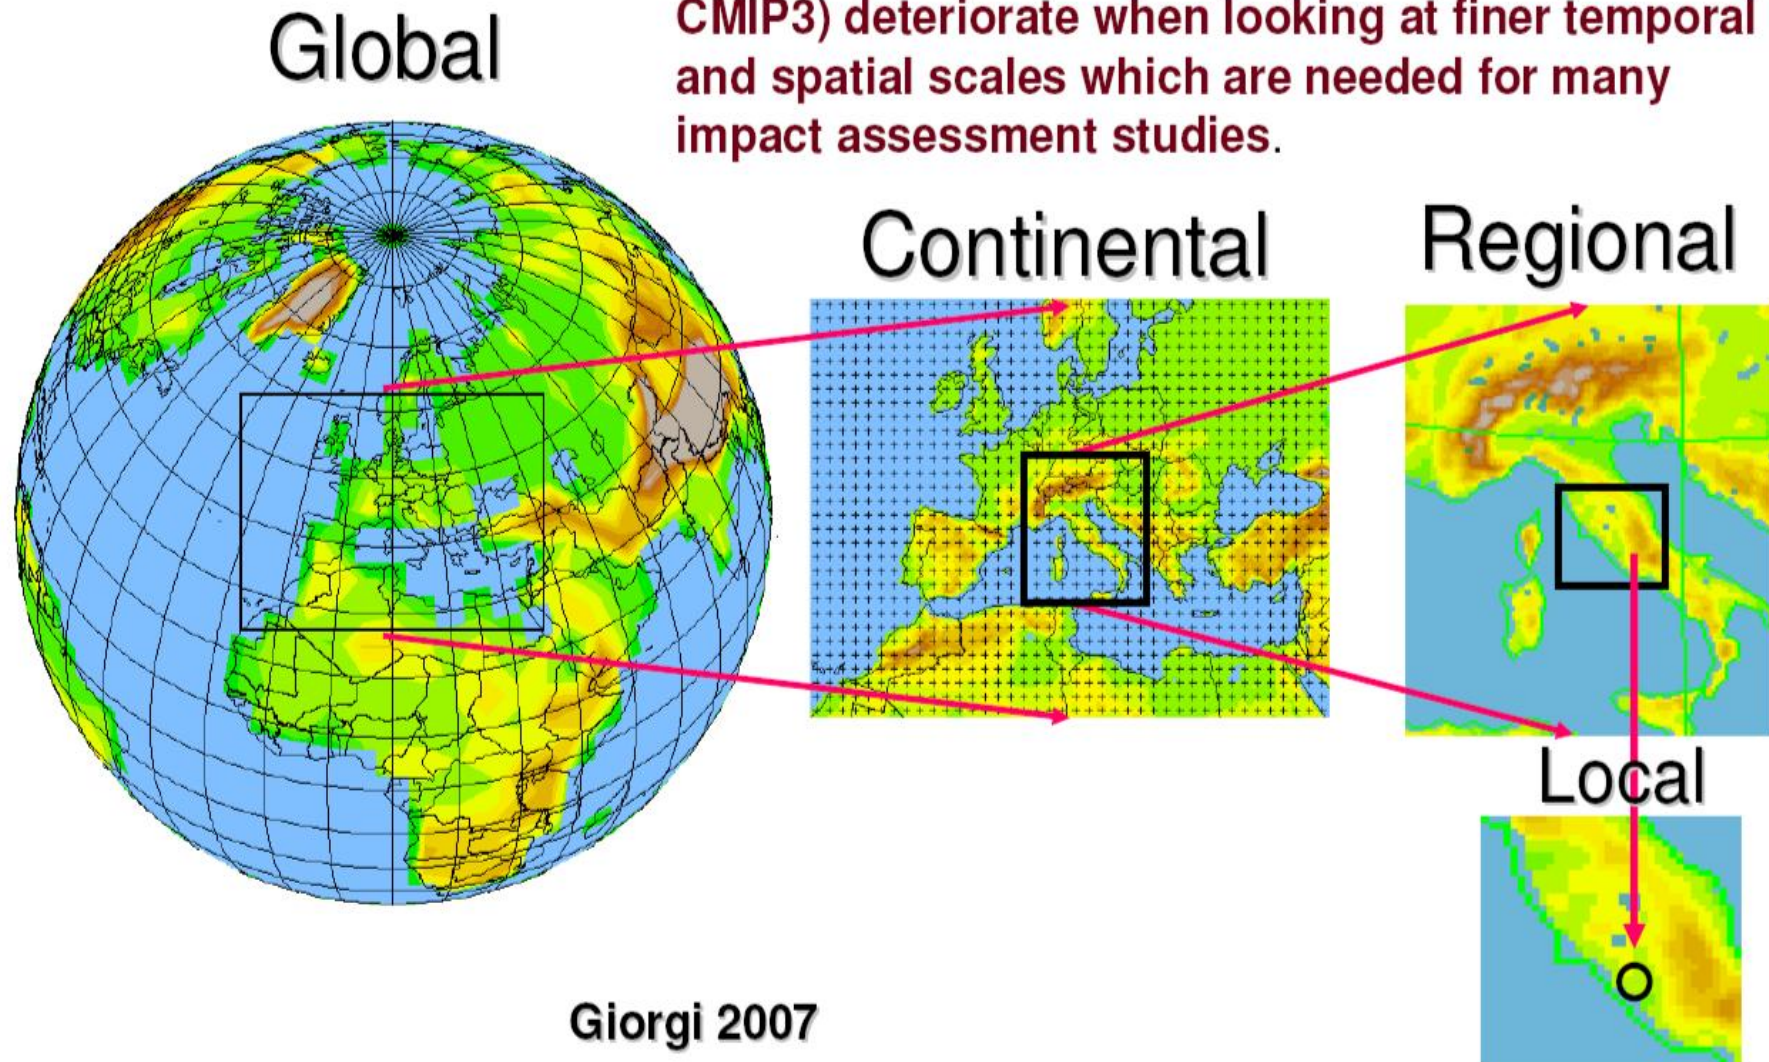 CMIP3) deteriorate when looking at finer temporal
and spatial scales which are needed for many
impact assessment studies.
Global
Continental
Regional
Local
Giorgi 2007